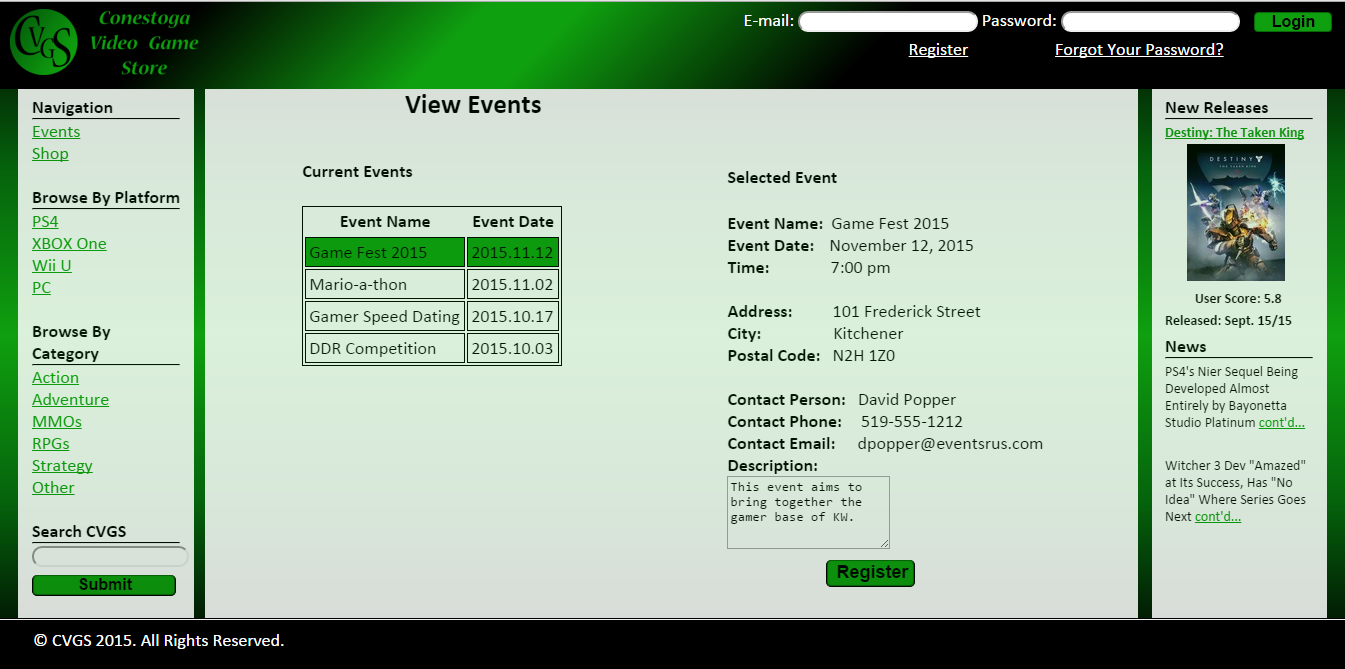 CVGS
Conestoga
Video Game
Store
E-mail:
Password:
Login
Register
Forgot Your Password?
Navigation
Events
Shop
Browse By Platform
PS4
XBOX One
Wii U
PC
Browse By
Category
Action
Adventure
MMOs
RPGs
Strategy
Other
Search CVGS
Submit
View Events
Current Events
Event Name Event Date
Game Fest 2015 2015.11.12
Mario-a-thon 2015.11.02
Gamer Speed Dating 2015.10.17
DDR Competition 2015.10.03
Selected Event
Event Name: Game Fest 2015
Event Date: November 12, 2015
Time: 7:00 pm
Address: 101 Frederick Street
City: Kitchener
Postal Code: N2H 1Z0
Contact Person: David Popper
Contact Phone: 519-555-1212
Contact Email: dpopper@eventsrus.com
Description:
This event aims to
bring together the
gamer base of KW.
Register
New Releases
Destiny: The Taken King
DESTINY
THE TAKEN KING
User Score: 5.8
Released: Sept. 15/15
News
PS4's Nier Sequel Being
Developed Almost
Entirely by Bayonetta
Studio Platinum cont'd...
Witcher 3 Dev "Amazed"
at Its Success, Has "No
Idea" Where Series Goes
Next cont'd...
© CVGS 2015. All Rights Reserved.